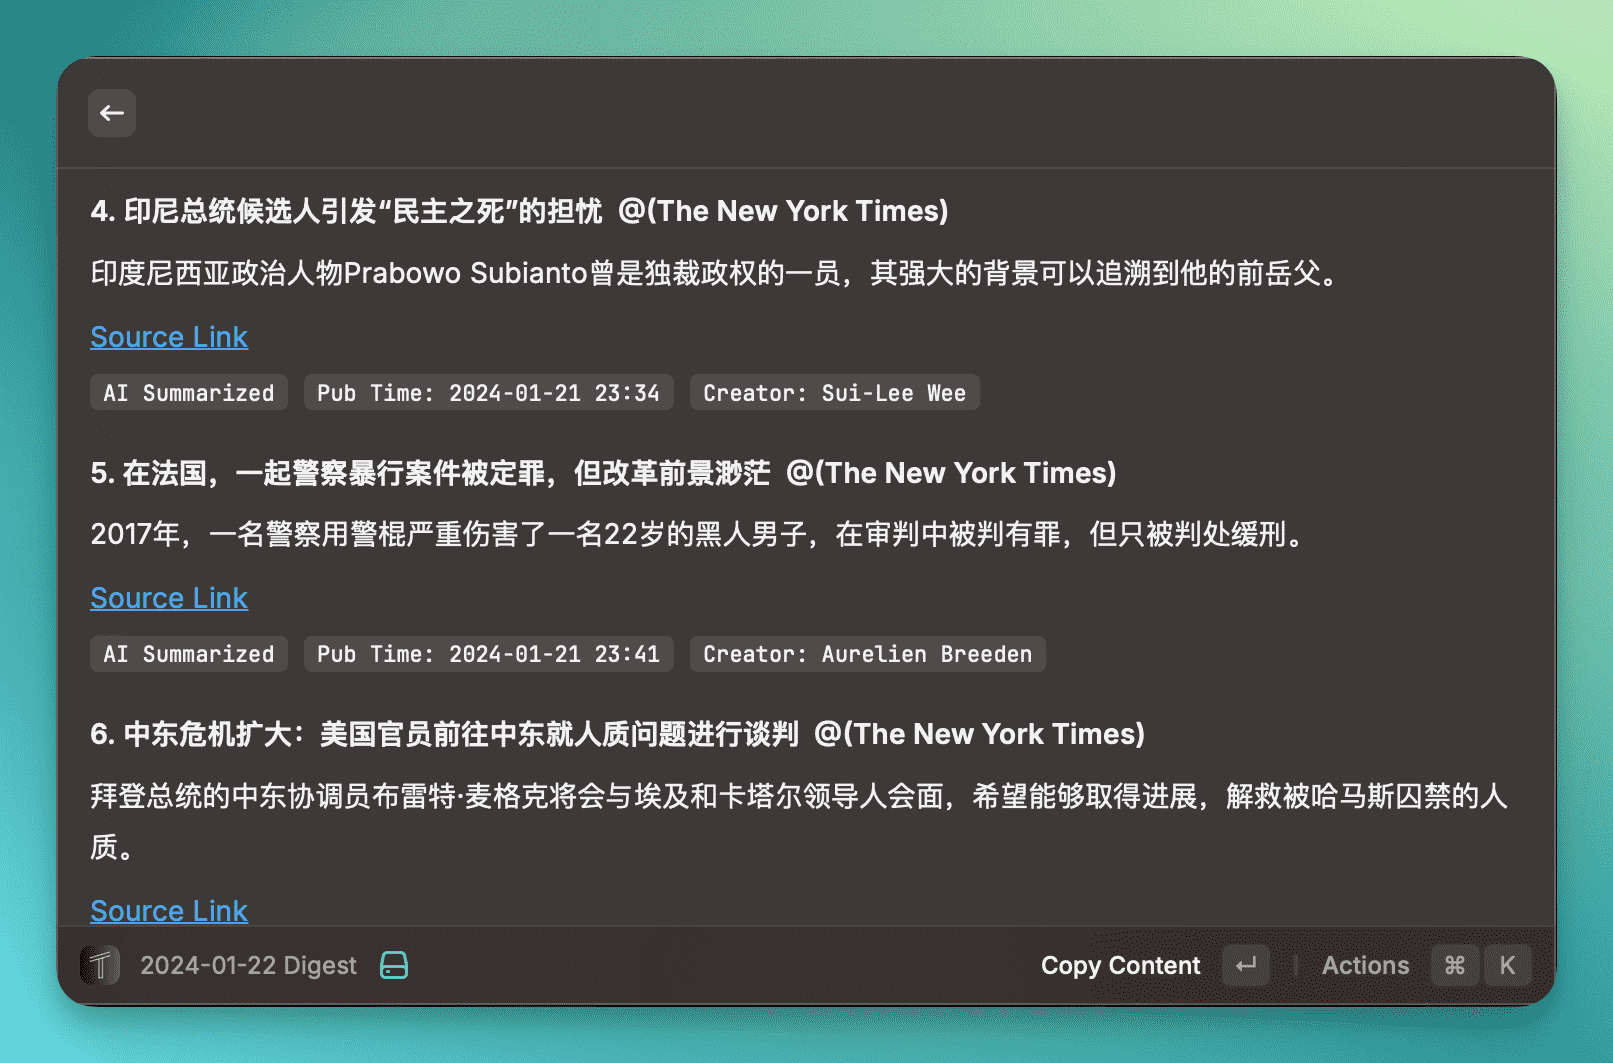 4. 印尼总统候选人引发“民主之死”的担忧 @(The New York Times)
印度尼西亚政治人物Prabowo Subianto曾是独裁政权的一员，其强大的背景可以追溯到他的前岳父。
Source Link
AI Summarized Pub Time: 2024-01-21 23:34 Creator: Sui-Lee Wee
5. 在法国，一起警察暴行案件被定罪，但改革前景渺茫 @(The New York Times)
2017年，一名警察用警棍严重伤害了一名22岁的黑人男子，在审判中被判有罪，但只被判处缓刑。
Source Link
AI Summarized Pub Time: 2024-01-21 23:41 Creator: Aurelien Breeden
6. 中东危机扩大：美国官员前往中东就人质问题进行谈判 @(The New York Times)
拜登总统的中东协调员布雷特·麦格克将会与埃及和卡塔尔领导人会面，希望能够取得进展，解救被哈马斯囚禁的人
质。
Source Link
2024-01-22 Digest Copy Content ↵ Actions ⌘ K